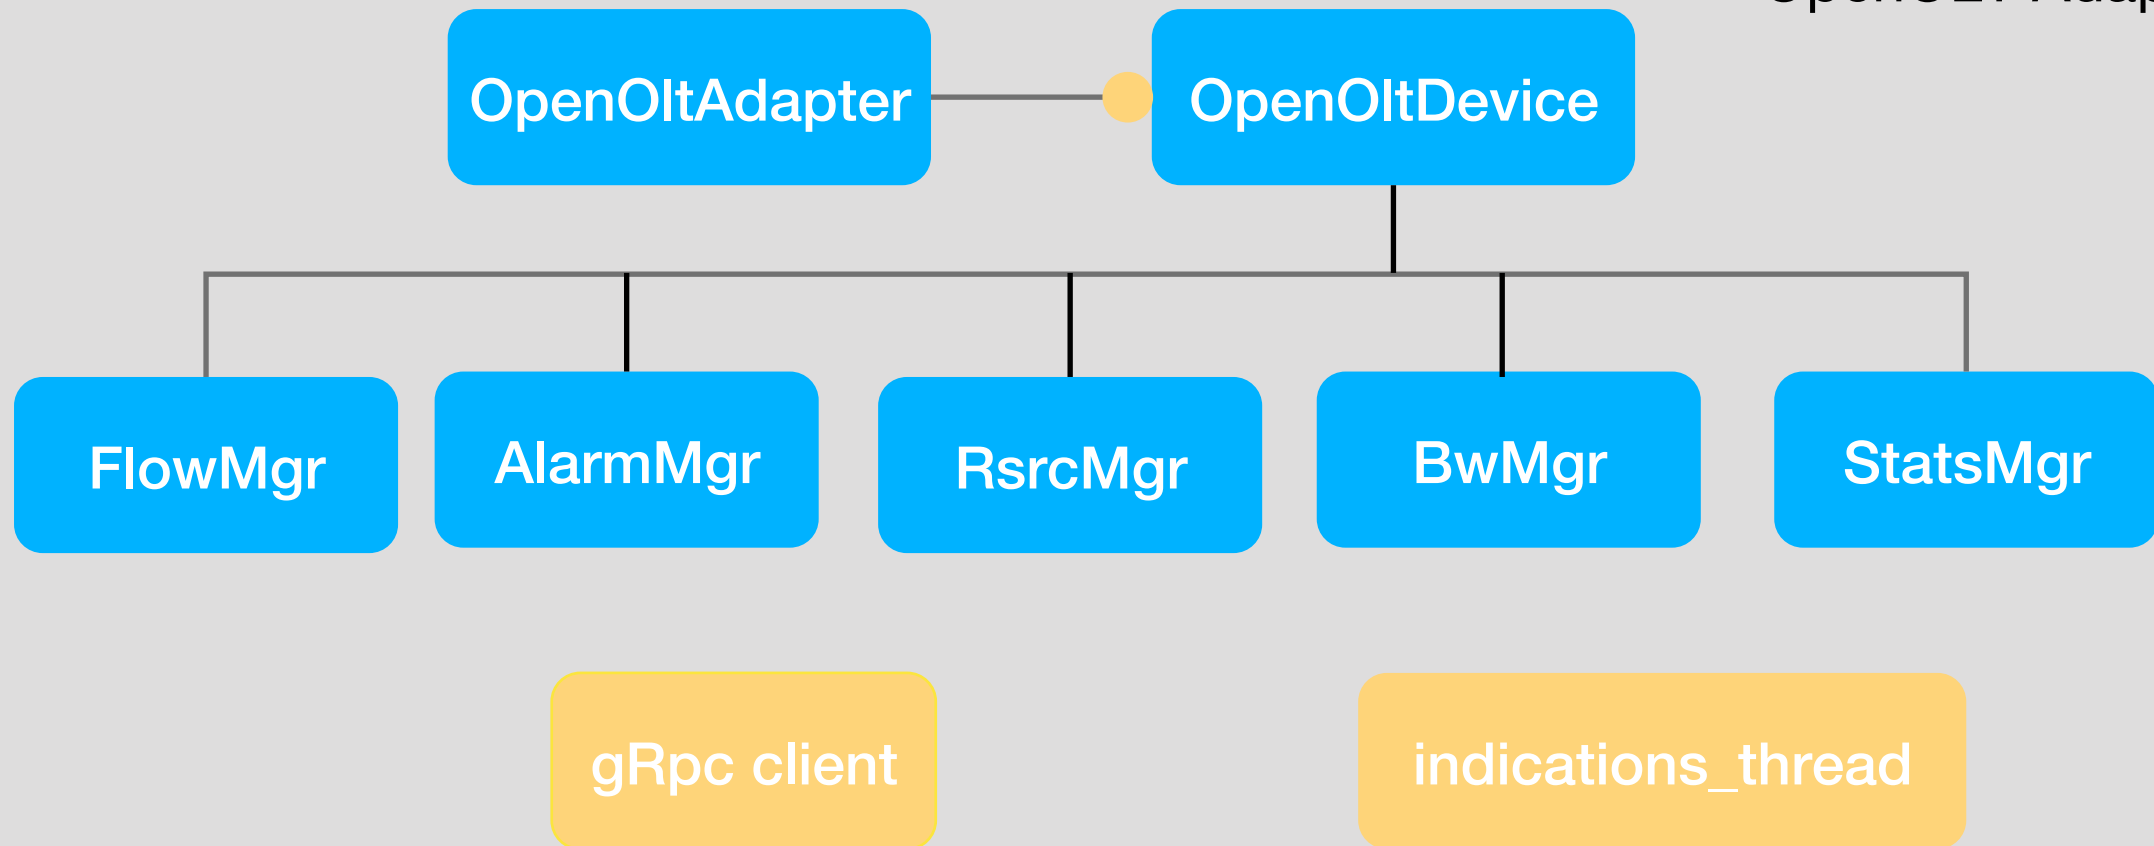 OpenOltAdapter
OpenOltDevice
FlowMgr
AlarmMgr
RsrcMgr
BwMgr
StatsMgr
gRpc client
indications_thread